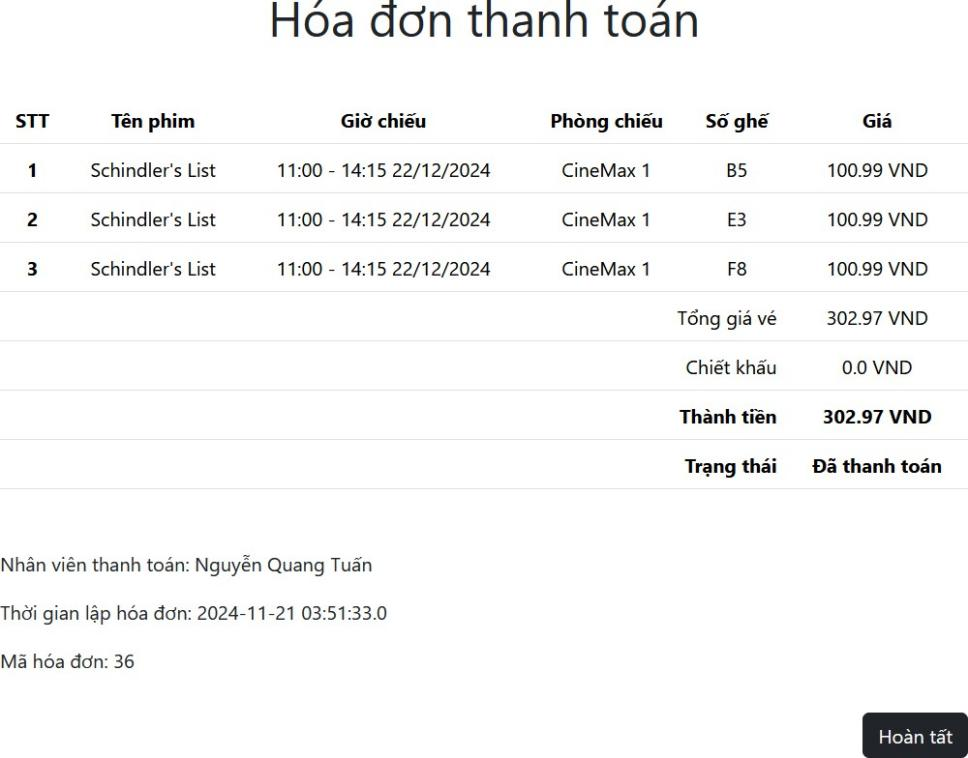 Hóa đơn thanh toán
STT Tên phim Giờ chiếu Phòng chiếu Số ghế Giá
1 Schindler's List 11:00 - 14:15 22/12/2024 CineMax 1 B5 100.99 VND
2 Schindler's List 11:00 - 14:15 22/12/2024 CineMax 1 E3 100.99 VND
3 Schindler's List 11:00 - 14:15 22/12/2024 CineMax 1 F8 100.99 VND
Tổng giá vé 302.97 VND
Chiết khấu 0.0 VND
Thành tiền 302.97 VND
Trạng thái Đã thanh toán
Nhân viên thanh toán: Nguyễn Quang Tuấn
Thời gian lập hóa đơn: 2024-11-21 03:51:33.0
Mã hóa đơn: 36
Hoàn tất